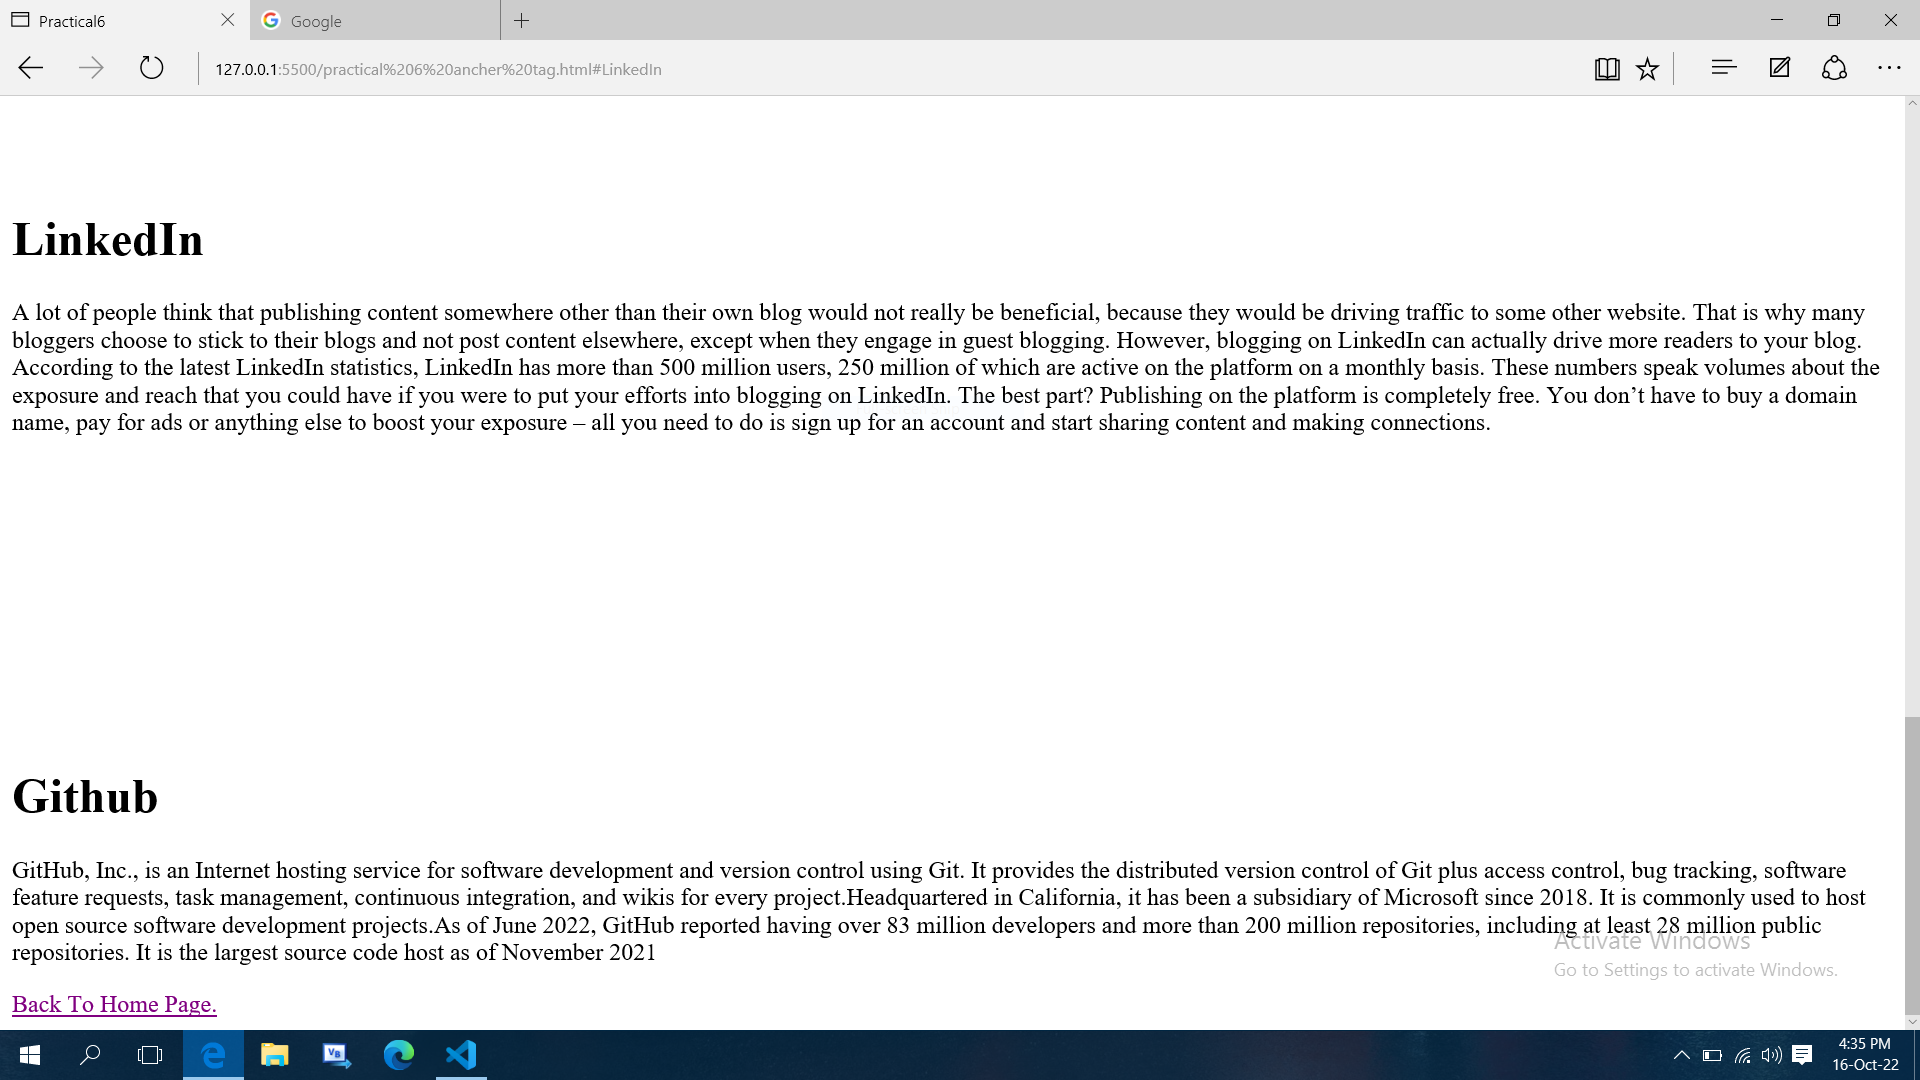 Practical6
Google
127.0.0.1:5500/practical%206%20ancher%20tag.html#LinkedIn
LinkedIn
A lot of people think that publishing content somewhere other than their own blog would not really be beneficial, because they would be driving traffic to some other website. That is why many
bloggers choose to stick to their blogs and not post content elsewhere, except when they engage in guest blogging. However, blogging on LinkedIn can actually drive more readers to your blog.
According to the latest LinkedIn statistics, LinkedIn has more than 500 million users, 250 million of which are active on the platform on a monthly basis. These numbers speak volumes about the
exposure and reach that you could have if you were to put your efforts into blogging on LinkedIn. The best part? Publishing on the platform is completely free. You don’t have to buy a domain
name, pay for ads or anything else to boost your exposure – all you need to do is sign up for an account and start sharing content and making connections.
Github
GitHub, Inc., is an Internet hosting service for software development and version control using Git. It provides the distributed version control of Git plus access control, bug tracking, software
feature requests, task management, continuous integration, and wikis for every project.Headquartered in California, it has been a subsidiary of Microsoft since 2018. It is commonly used to host
open source software development projects.As of June 2022, GitHub reported having over 83 million developers and more than 200 million repositories, including at least 28 million public
repositories. It is the largest source code host as of November 2021
Activate Windows
Go to Settings to activate Windows.
Back To Home Page.
VB
4:35 PM
16-Oct-22